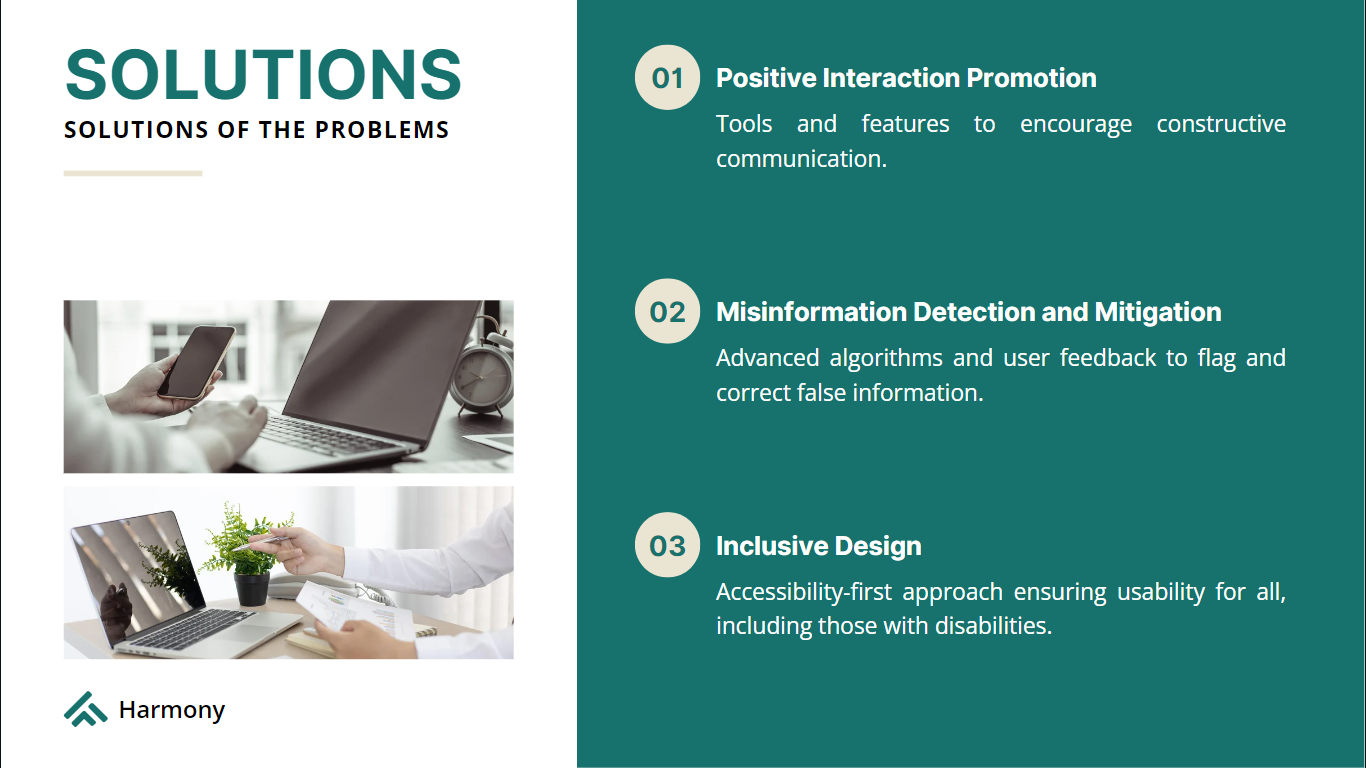 SOLUTIONS
SOLUTIONS OF THE PROBLEMS
Harmony
01
Positive Interaction Promotion
Tools and features to encourage constructive
communication.
02
Misinformation Detection and Mitigation
Advanced algorithms and user feedback to flag and
correct false information.
03
Inclusive Design
Accessibility-first approach ensuring usability for all,
including those with disabilities.